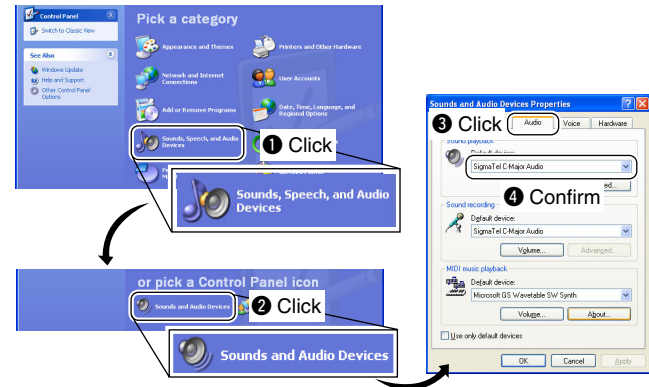 Control Panel
Switch to Classic View
See Also
Windows Update
Help and Support
Other Control Panel
Options
Pick a category
Appearance and Themes
Printers and Other Hardware
Network and Internet
Connections
User Accounts
Add or Remove Programs
Date, Time, Language, and
Regional Options
Sounds, Speech, and Audio
Devices
❶ Click
Sounds, Speech, and Audio
Devices
or pick a Control Panel icon
Sounds and Audio Devices
❷ Click
Sounds and Audio Devices
Sounds and Audio Devices Properties
❸ Click
Audio
Voice
Hardware
Sound playback
Default device:
SigmaTel C-Major Audio
❹ Confirm
ed...
Sound recording
Default device:
SigmaTel C-Major Audio
Volume...
Advanced...
MIDI music playback
Default device:
Microsoft GS Wavetable SW Synth
Volume...
About...
Use only default devices
OK
Cancel
Apply